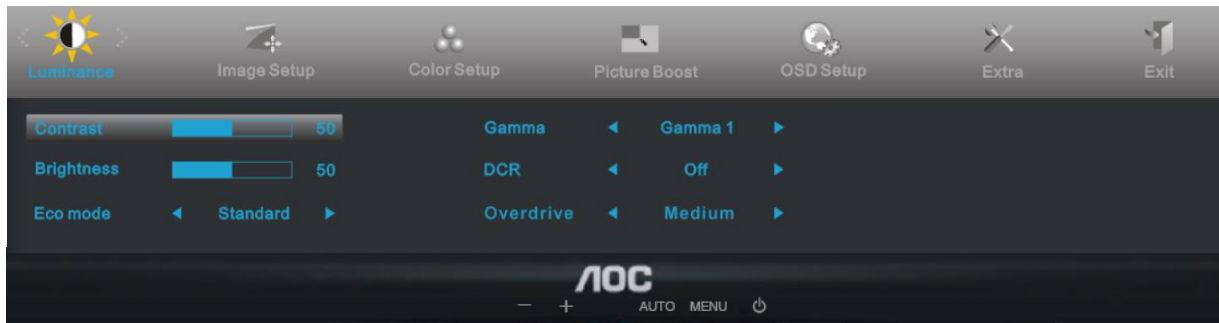 Luminance Image Setup Color Setup Picture Boost OSD Setup Extra Exit
Contrast 50 Gamma Gamma 1
Brightness 50 DCR Off
Eco mode Standard Overdrive Medium
AOC
− + AUTO MENU